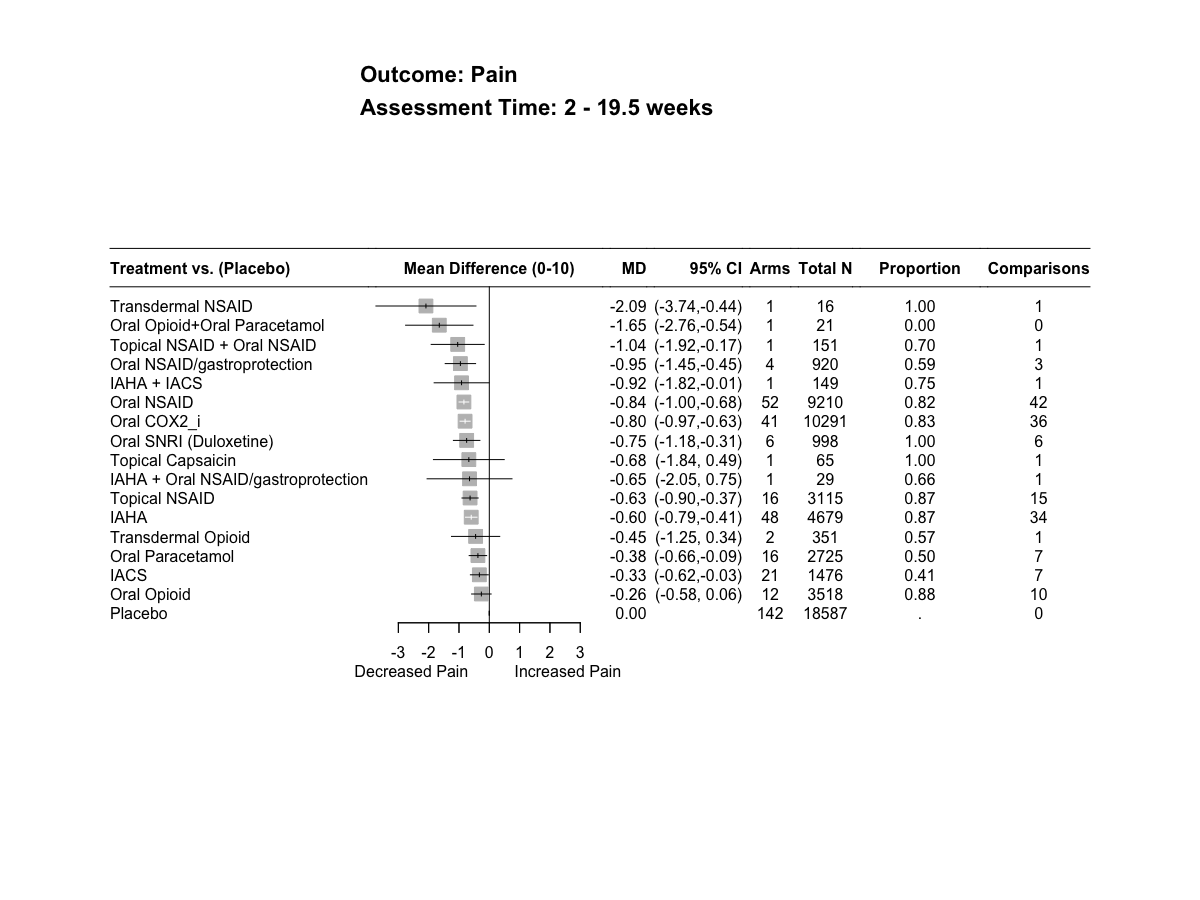 Outcome: Pain
Assessment Time: 2 - 19.5 weeks
Treatment vs. (Placebo) Mean Difference (0-10) MD 95% CI Arms Total N Proportion Comparisons
Transdermal NSAID -2.09 (-3.74,-0.44) 1 16 1.00 1
Oral Opioid+Oral Paracetamol -1.65 (-2.76,-0.54) 1 21 0.00 0
Topical NSAID + Oral NSAID -1.04 (-1.92,-0.17) 1 151 0.70 1
Oral NSAID/gastroprotection -0.95 (-1.45,-0.45) 4 920 0.59 3
IAHA + IACS -0.92 (-1.82,-0.01) 1 149 0.75 1
Oral NSAID -0.84 (-1.00,-0.68) 52 9210 0.82 42
Oral COX2_i -0.80 (-0.97,-0.63) 41 10291 0.83 36
Oral SNRI (Duloxetine) -0.75 (-1.18,-0.31) 6 998 1.00 6
Topical Capsaicin -0.68 (-1.84, 0.49) 1 65 1.00 1
IAHA + Oral NSAID/gastroprotection -0.65 (-2.05, 0.75) 1 29 0.66 1
Topical NSAID -0.63 (-0.90,-0.37) 16 3115 0.87 15
IAHA -0.60 (-0.79,-0.41) 48 4679 0.87 34
Transdermal Opioid -0.45 (-1.25, 0.34) 2 351 0.57 1
Oral Paracetamol -0.38 (-0.66,-0.09) 16 2725 0.50 7
IACS -0.33 (-0.62,-0.03) 21 1476 0.41 7
Oral Opioid -0.26 (-0.58, 0.06) 12 3518 0.88 10
Placebo 0.00 142 18587 . 0
-3 -2 -1 0 1 2 3
Decreased Pain Increased Pain